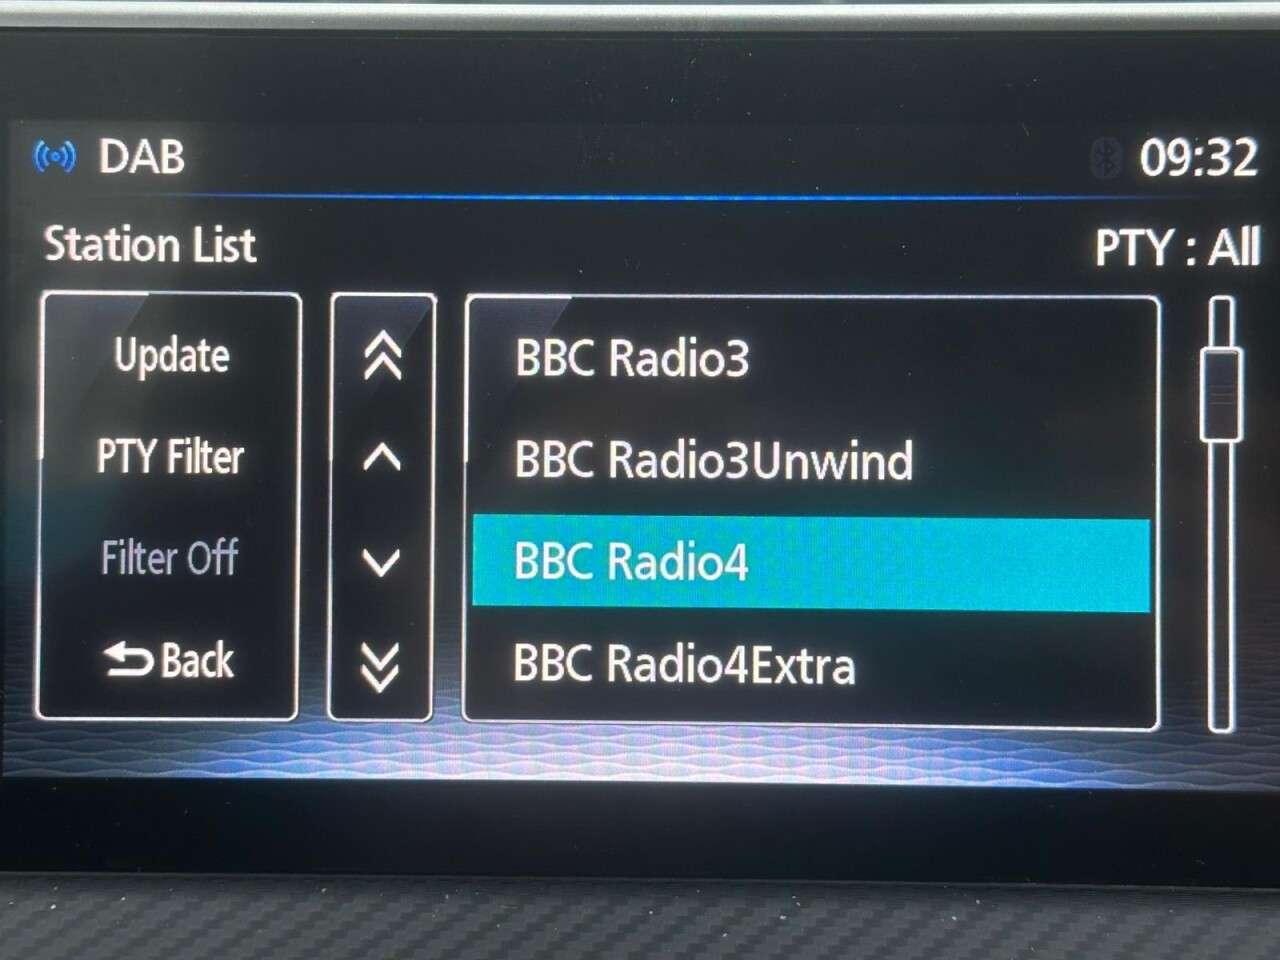 DAB
09:32
Station List
PTY : All
Update
PTY Filter
Filter Off
Back
BBC Radio3
BBC Radio3Unwind
BBC Radio4
BBC Radio4Extra